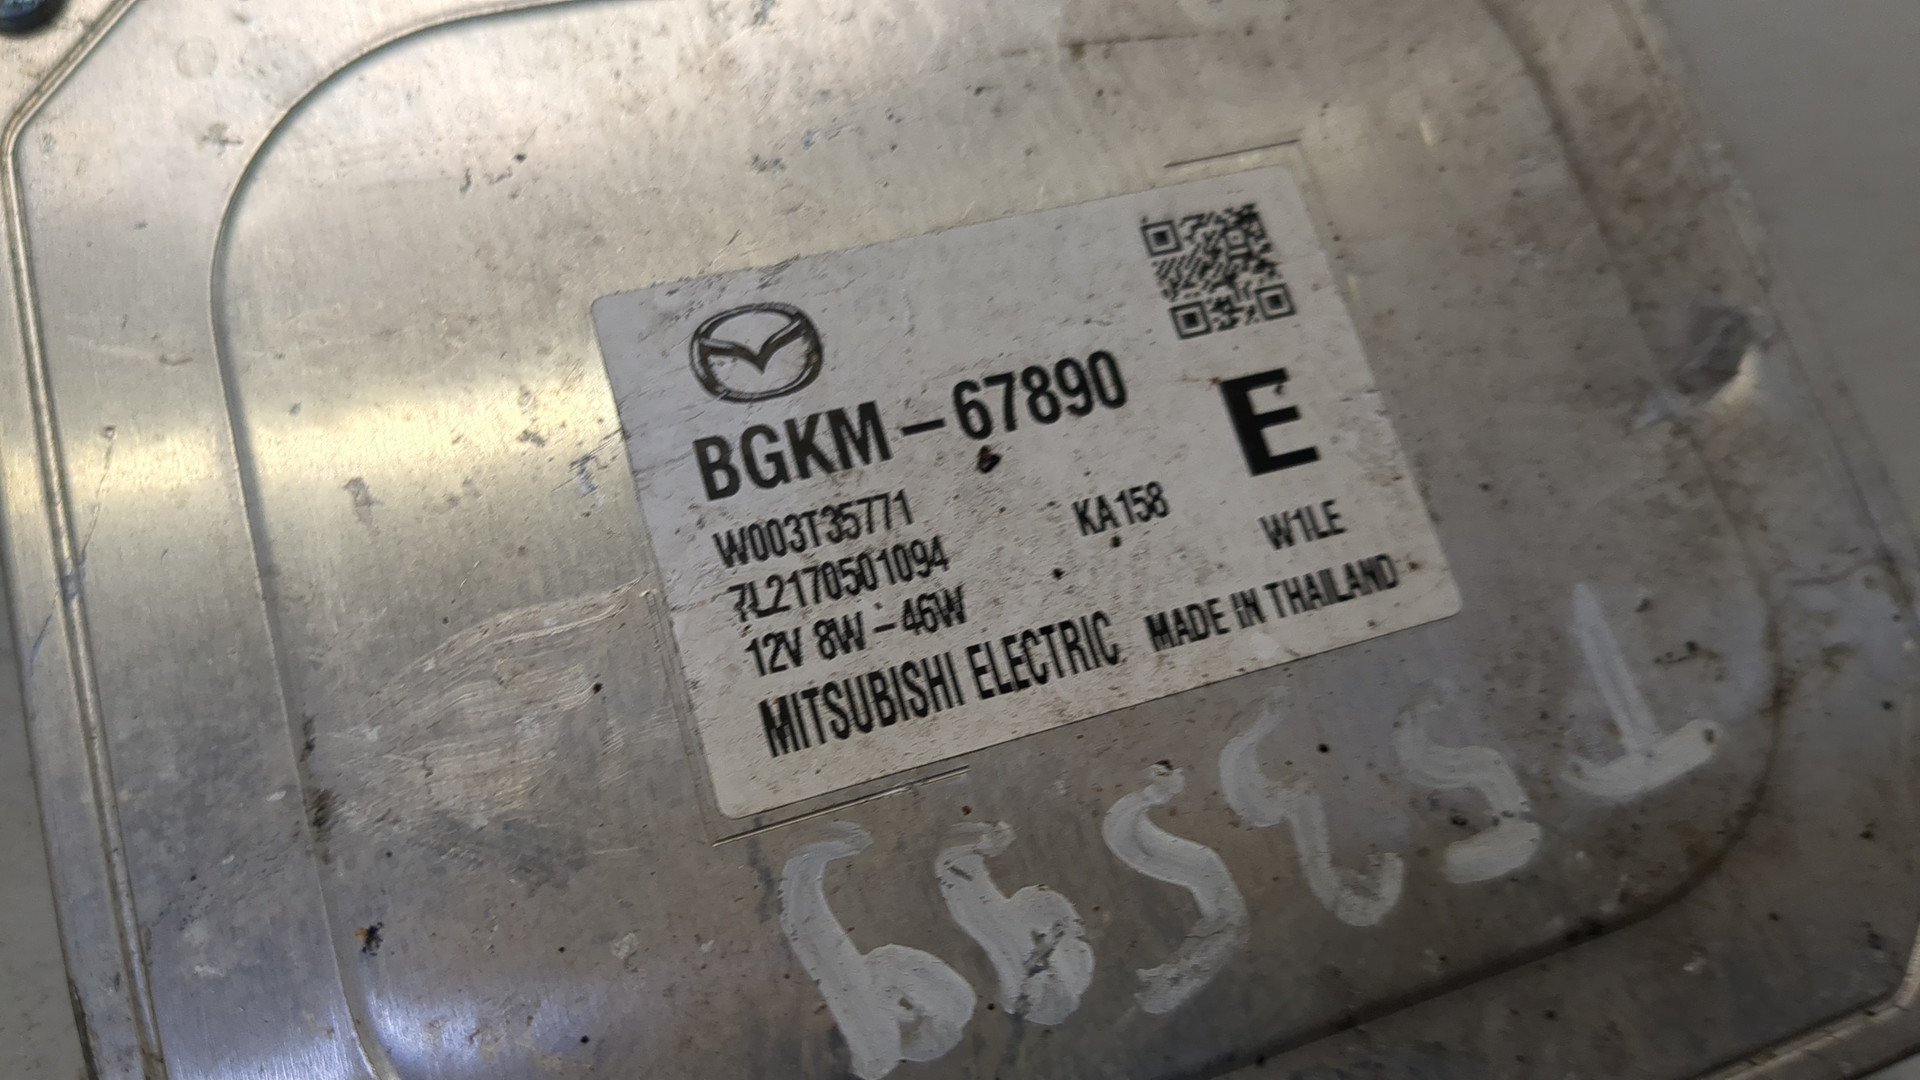 BGKM-67890
E
W003T35771
KA158
W1LE
7L2170501094
12V 8W-46W
MITSUBISHI ELECTRIC MADE IN THAILAND